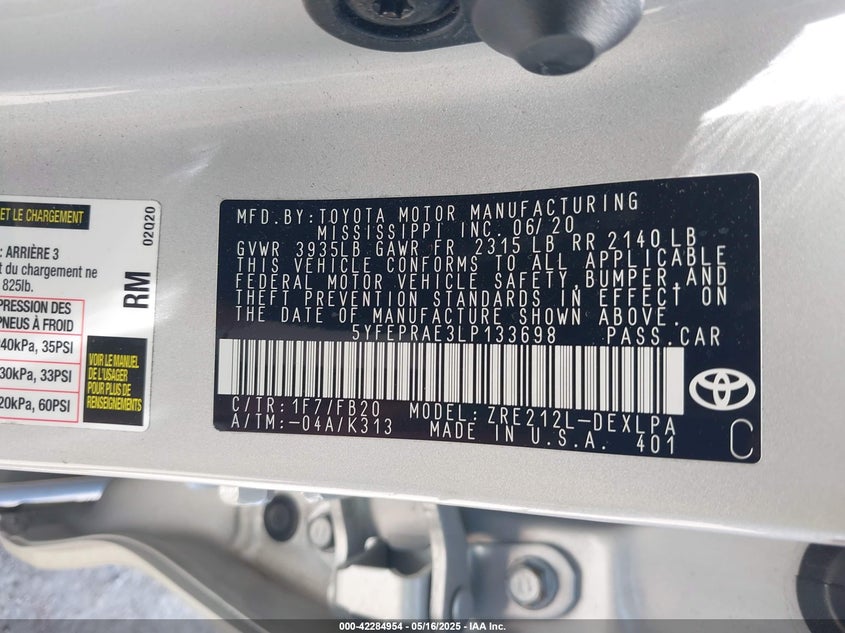 ET LE CHARGEMENT
: ARRIÈRE 3
t du chargement ne
825lb.
PRESSION DES
PNEUS À FROID
240kPa, 35PSI
30kPa, 33PSI
20kPa, 60PSI
VOIR LE MANUEL
DE L'USAGER
POUR PLUS DE
RENSEIGNEMENTS
RM
02020
MFD.BY:TOYOTA MOTOR MANUFACTURING
MISSISSIPPI INC.06/20
GVWR 3935LB GAWR FR 2315LB RR 2140LB
THIS VEHICLE CONFORMS TO ALL APPLICABLE
FEDERAL MOTOR VEHICLE SAFETY,BUMPER,AND
THEFT PREVENTION STANDARDS IN EFFECT ON
THE DATE OF MANUFACTURE SHOWN ABOVE.
5YFEPRAE3LP133698 PASS.CAR
C/TR:1F7/FB20 MODEL:ZRE212L-DEXLPA
A/TM:-04A/K313 MADE IN U.S.A. 401
C
000-42284954 - 05/16/2025 - IAA Inc.